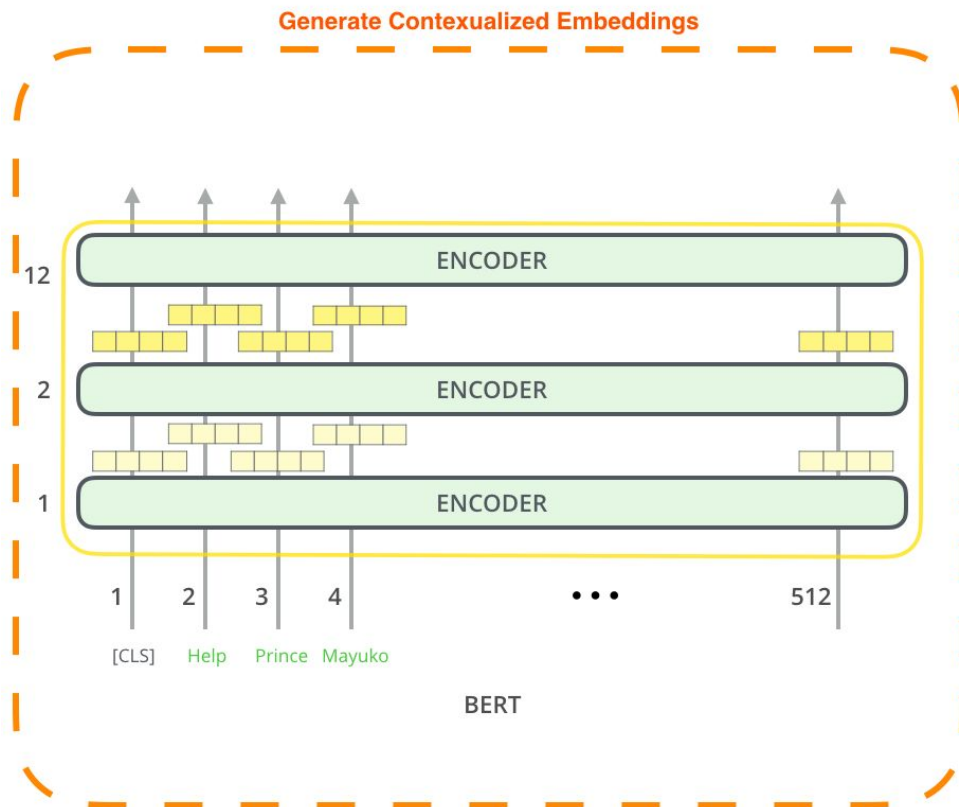 Generate Contexualized Embeddings
12 ENCODER
2 ENCODER
1 ENCODER
1 2 3 4 ••• 512
[CLS] Help Prince Mayuko
BERT